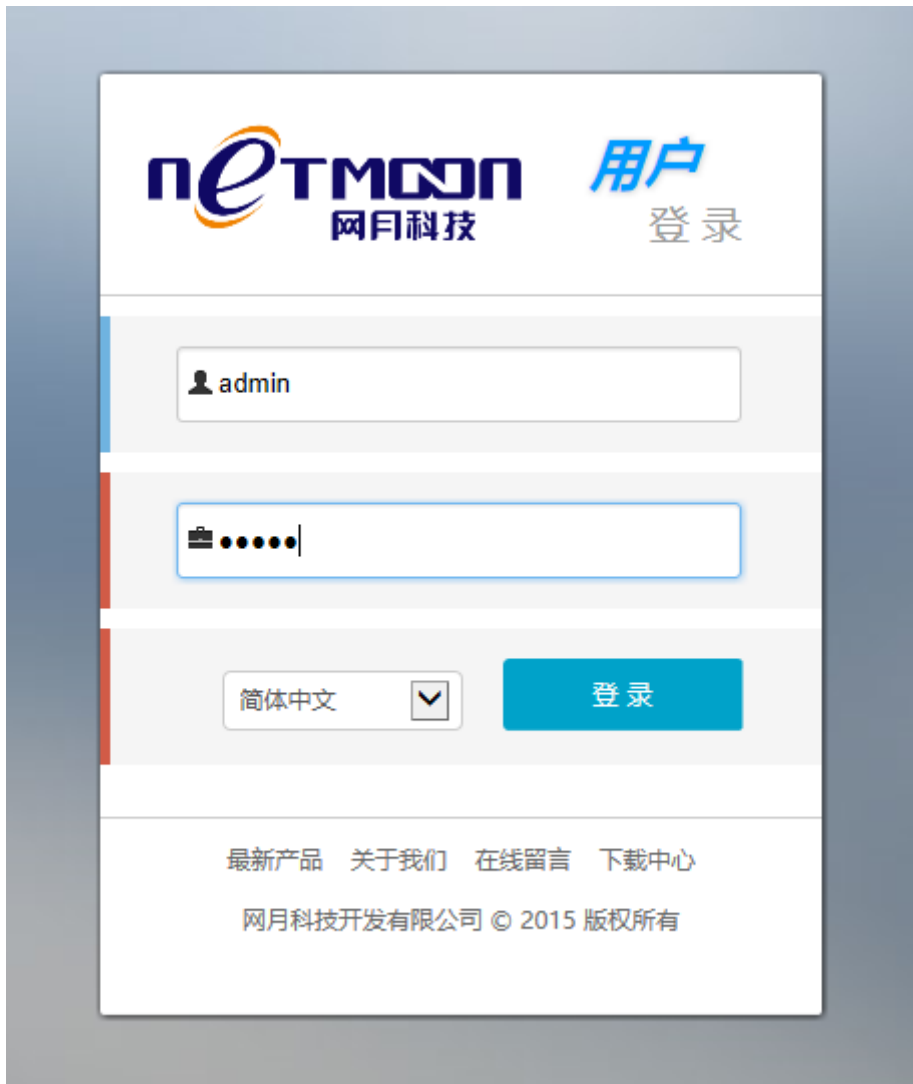 netmoon
网月科技
用户
登录
admin
●●●●●
简体中文
登录
最新产品 关于我们 在线留言 下载中心
网月科技开发有限公司 © 2015 版权所有